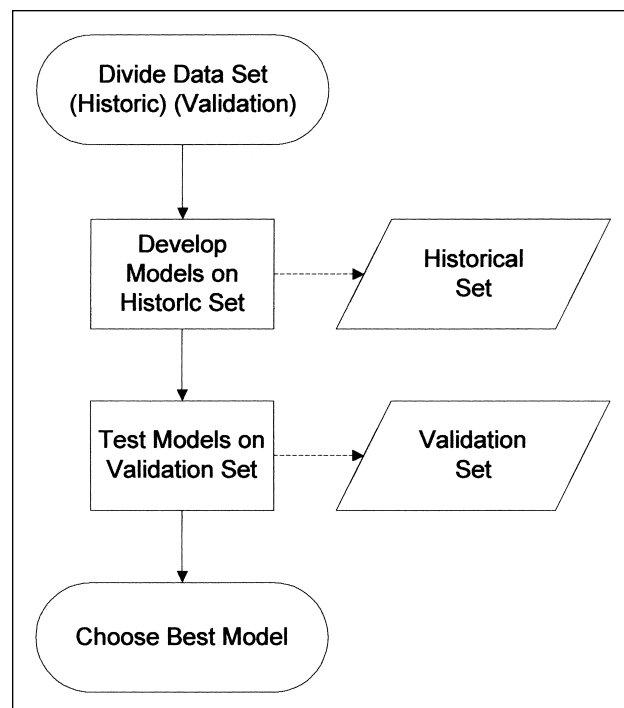 Divide Data Set
(Historic) (Validation)
Develop
Models on
Historic Set
Historical
Set
Test Models on
Validation Set
Validation
Set
Choose Best Model